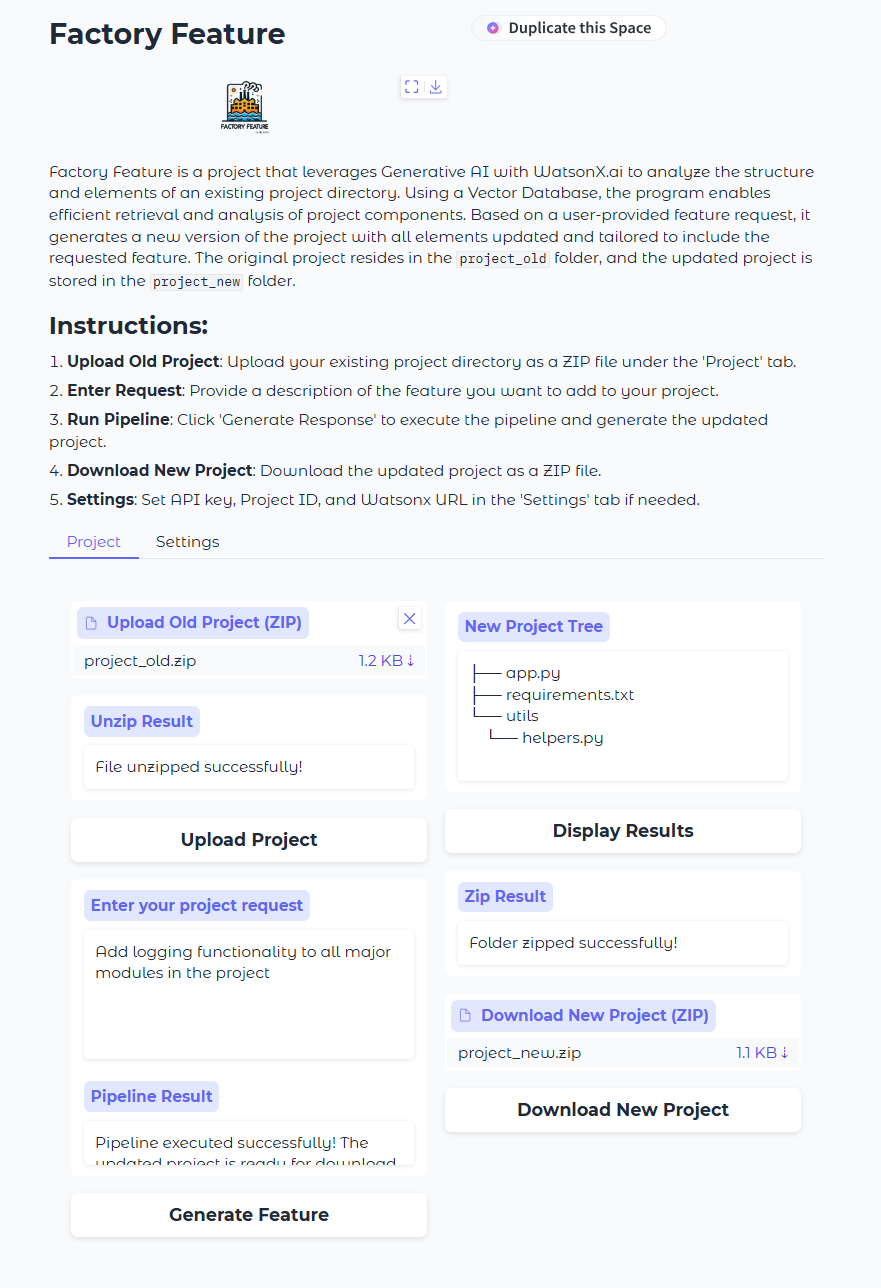 Factory Feature
Duplicate this Space
FACTORY FEATURE
Factory Feature is a project that leverages Generative AI with WatsonX.ai to analyze the structure
and elements of an existing project directory. Using a Vector Database, the program enables
efficient retrieval and analysis of project components. Based on a user-provided feature request, it
generates a new version of the project with all elements updated and tailored to include the
requested feature. The original project resides in the project_old folder, and the updated project is
stored in the project_new folder.
Instructions:
1. Upload Old Project: Upload your existing project directory as a ZIP file under the 'Project' tab.
2. Enter Request: Provide a description of the feature you want to add to your project.
3. Run Pipeline: Click 'Generate Response' to execute the pipeline and generate the updated
project.
4. Download New Project: Download the updated project as a ZIP file.
5. Settings: Set API key, Project ID, and Watsonx URL in the 'Settings' tab if needed.
Project Settings
Upload Old Project (ZIP)
project_old.zip 1.2 KB ↓
Unzip Result
File unzipped successfully!
Upload Project
Enter your project request
Add logging functionality to all major
modules in the project
Pipeline Result
Pipeline executed successfully! The
updated project is ready for download
Generate Feature
New Project Tree
├── app.py
├── requirements.txt
└── utils
└── helpers.py
Display Results
Zip Result
Folder zipped successfully!
Download New Project (ZIP)
project_new.zip 1.1 KB ↓
Download New Project